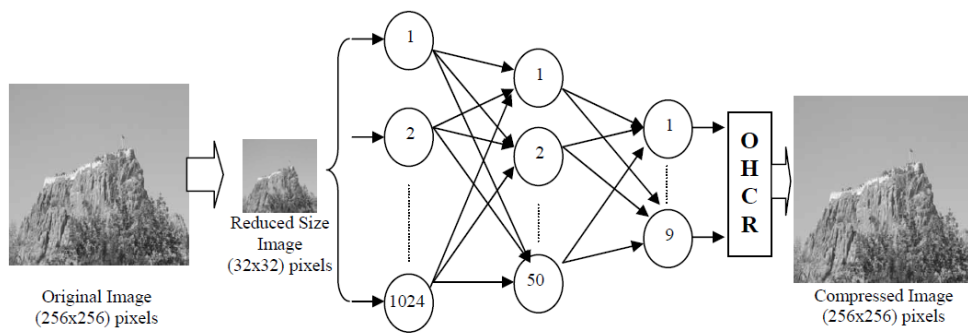 Original Image
(256x256) pixels
Reduced Size
Image
(32x32) pixels
1
2
1024
1
2
50
1
9
O
H
C
R
Compressed Image
(256x256) pixels